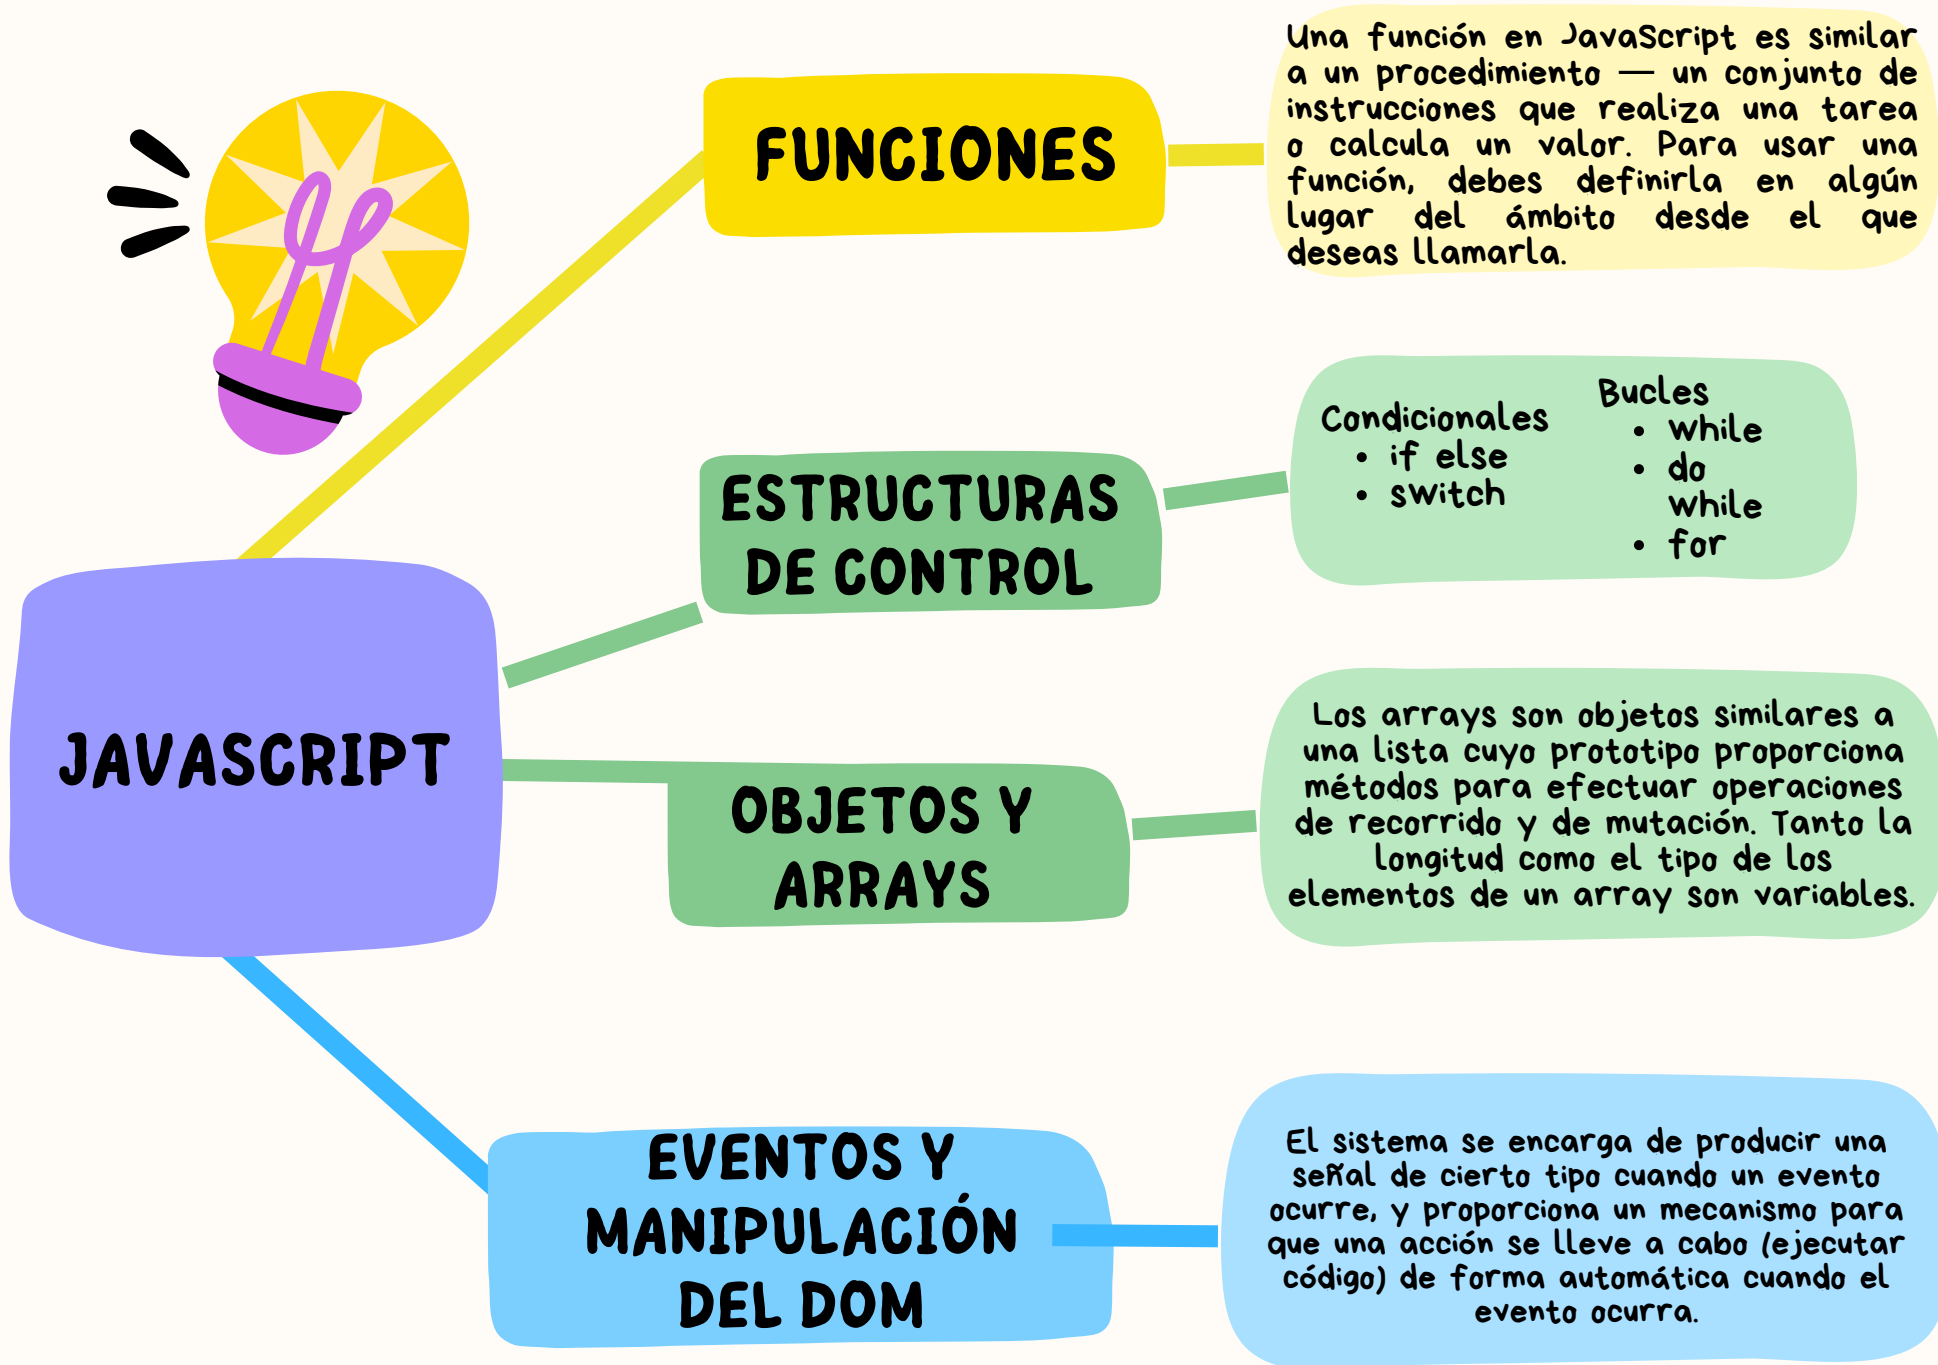 FUNCIONES
Una función en JavaScript es similar
a un procedimiento — un conjunto de
instrucciones que realiza una tarea
o calcula un valor. Para usar una
función, debes definirla en algún
lugar del ámbito desde el que
deseas llamarla.
ESTRUCTURAS
DE CONTROL
Condicionales
• if else
• switch
Bucles
• while
• do
while
• for
JAVASCRIPT
OBJETOS Y
ARRAYS
Los arrays son objetos similares a
una lista cuyo prototipo proporciona
métodos para efectuar operaciones
de recorrido y de mutación. Tanto la
longitud como el tipo de los
elementos de un array son variables.
EVENTOS Y
MANIPULACIÓN
DEL DOM
El sistema se encarga de producir una
señal de cierto tipo cuando un evento
ocurre, y proporciona un mecanismo para
que una acción se lleve a cabo (ejecutar
código) de forma automática cuando el
evento ocurra.